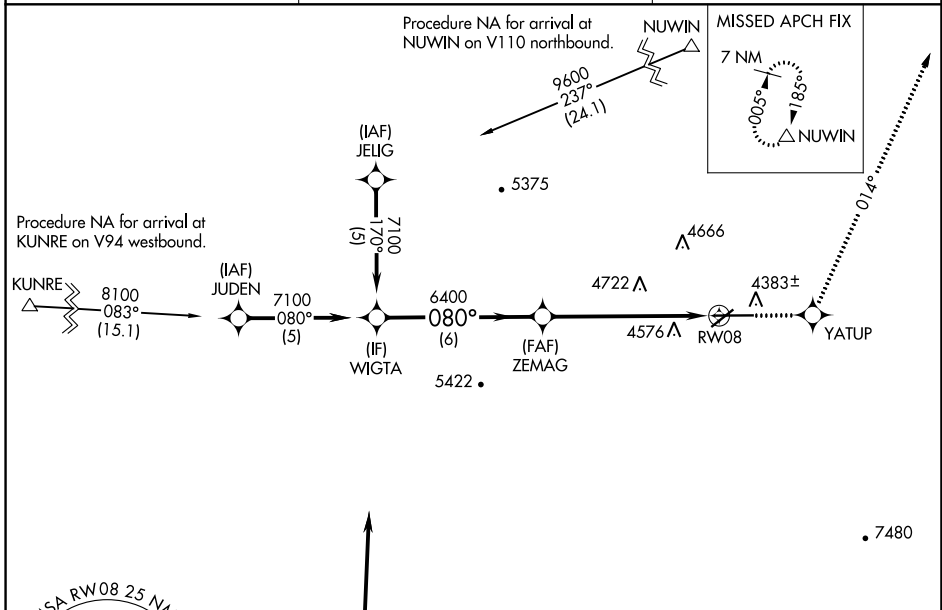 Procedure NA for arrival at
NUWIN on V110 northbound.
NUWIN
9600
237°
(24.1)
MISSED APCH FIX
7 NM
005°
185°
NUWIN
014°
(IAF)
JELIG
7100
170°
(5)
5375
4666
Procedure NA for arrival at
KUNRE on V94 westbound.
KUNRE
8100
083°
(15.1)
(IAF)
JUDEN
7100
080°
(5)
(IF)
WIGTA
6400
080°
(6)
(FAF)
ZEMAG
4722
4576
RW08
4383±
YATUP
5422
7480
RW08 25